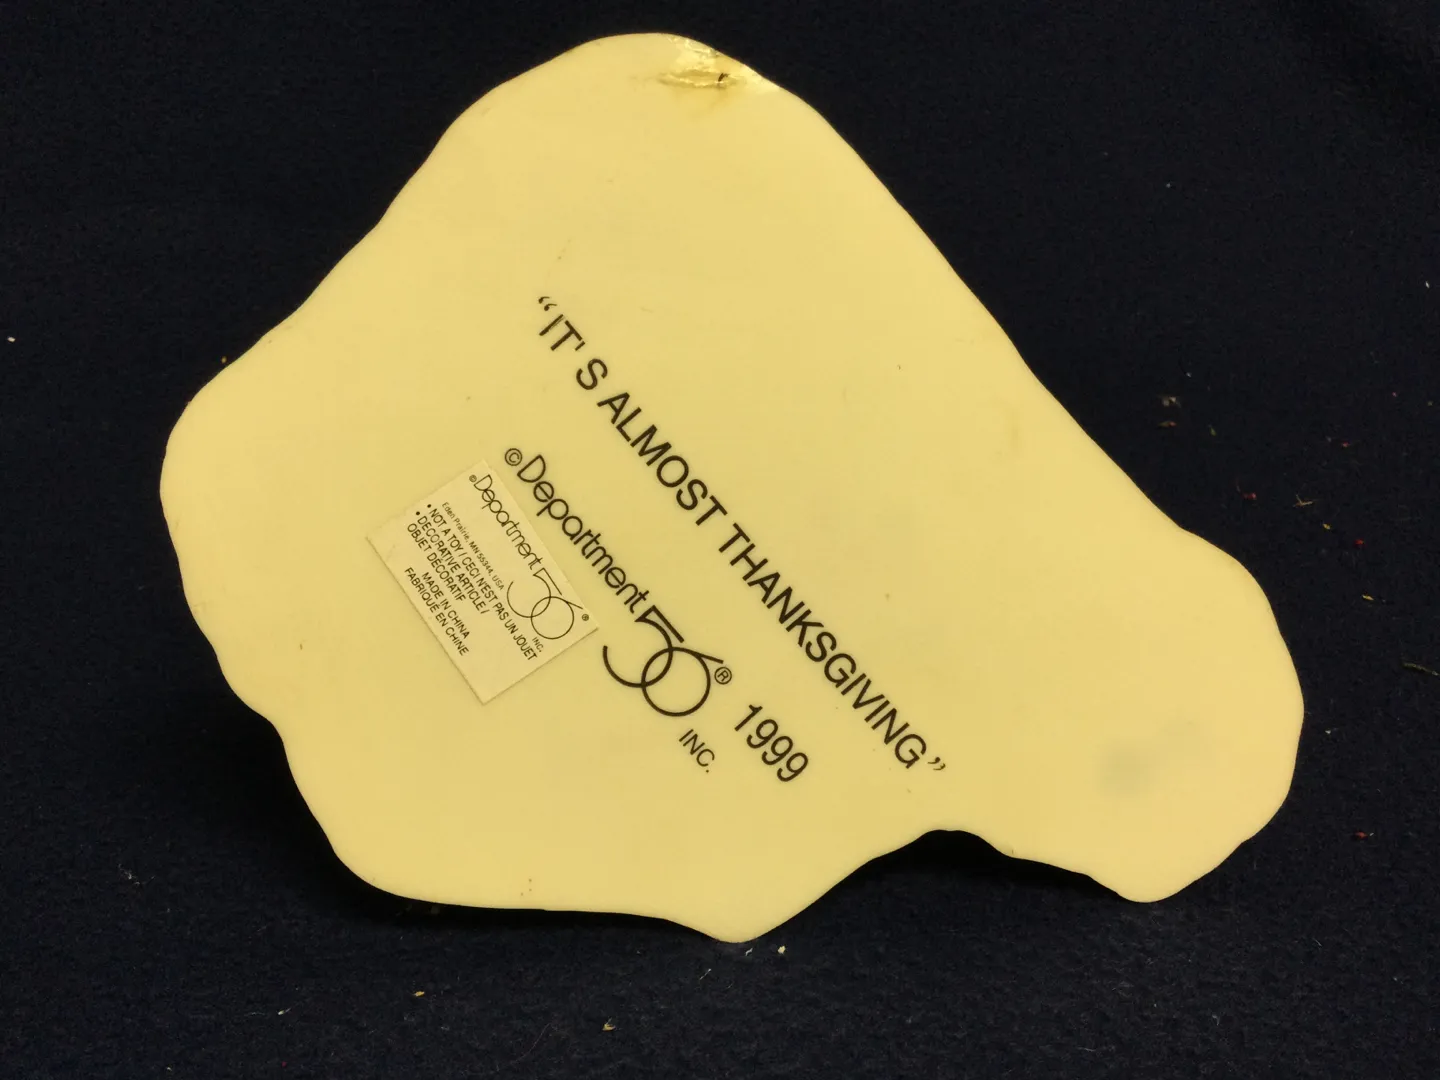 “IT' S ALMOST THANKSGIVING”
©Department 56® 1999
INC.
©Department 56®
INC.
Eden Prairie, MN 55344, USA
• NOT A TOY / CECI N'EST PAS UN JOUET
• DECORATIVE ARTICLE /
OBJET DÉCORATIF
MADE IN CHINA
FABRIQUÉ EN CHINE